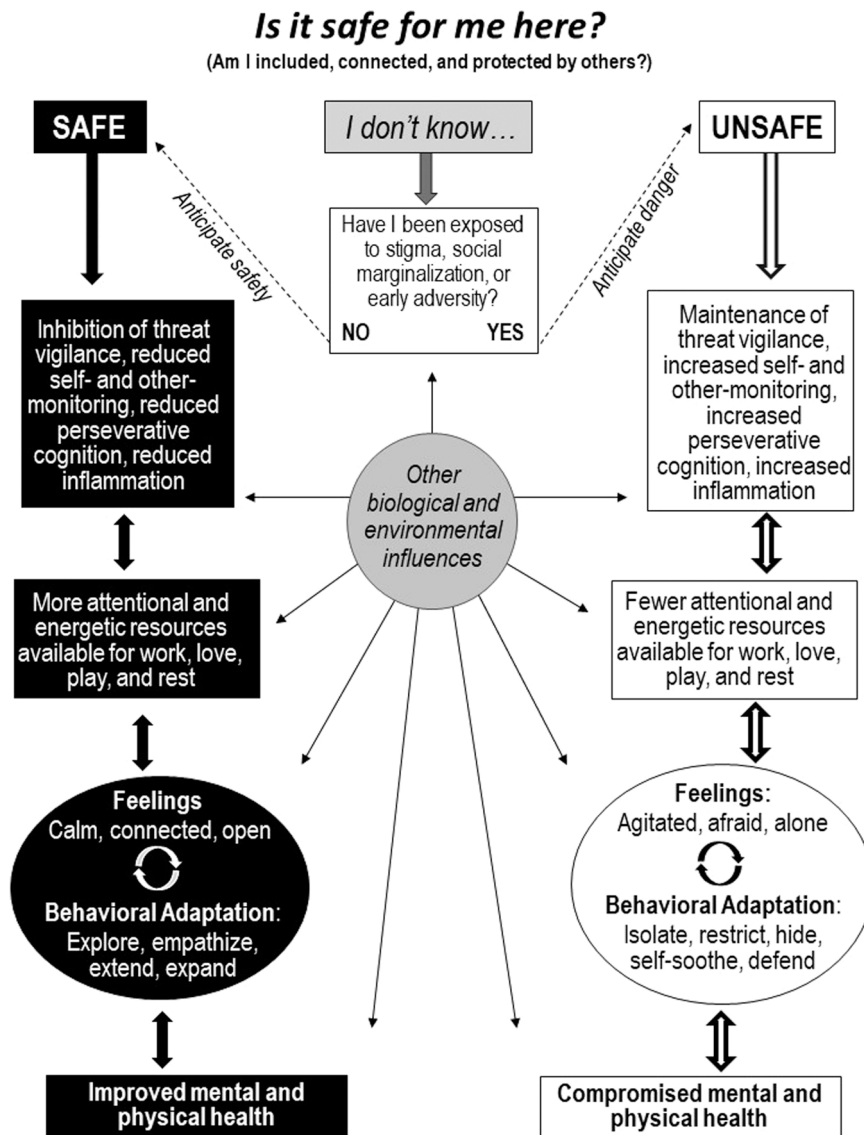 Is it safe for me here?
(Am I included, connected, and protected by others?)
SAFE
I don't know…
UNSAFE
Anticipate safety
Have I been exposed
to stigma, social
marginalization, or
early adversity?
NO YES
Anticipate danger
Inhibition of threat
vigilance, reduced
self- and other-
monitoring, reduced
perseverative
cognition, reduced
inflammation
Maintenance of
threat vigilance,
increased self- and
other-monitoring,
increased
perseverative
cognition, increased
inflammation
Other
biological and
environmental
influences
More attentional and
energetic resources
available for work, love,
play, and rest
Fewer attentional and
energetic resources
available for work, love,
play, and rest
Feelings
Calm, connected, open
Behavioral Adaptation:
Explore, empathize,
extend, expand
Feelings:
Agitated, afraid, alone
Behavioral Adaptation:
Isolate, restrict, hide,
self-soothe, defend
Improved mental and
physical health
Compromised mental and
physical health